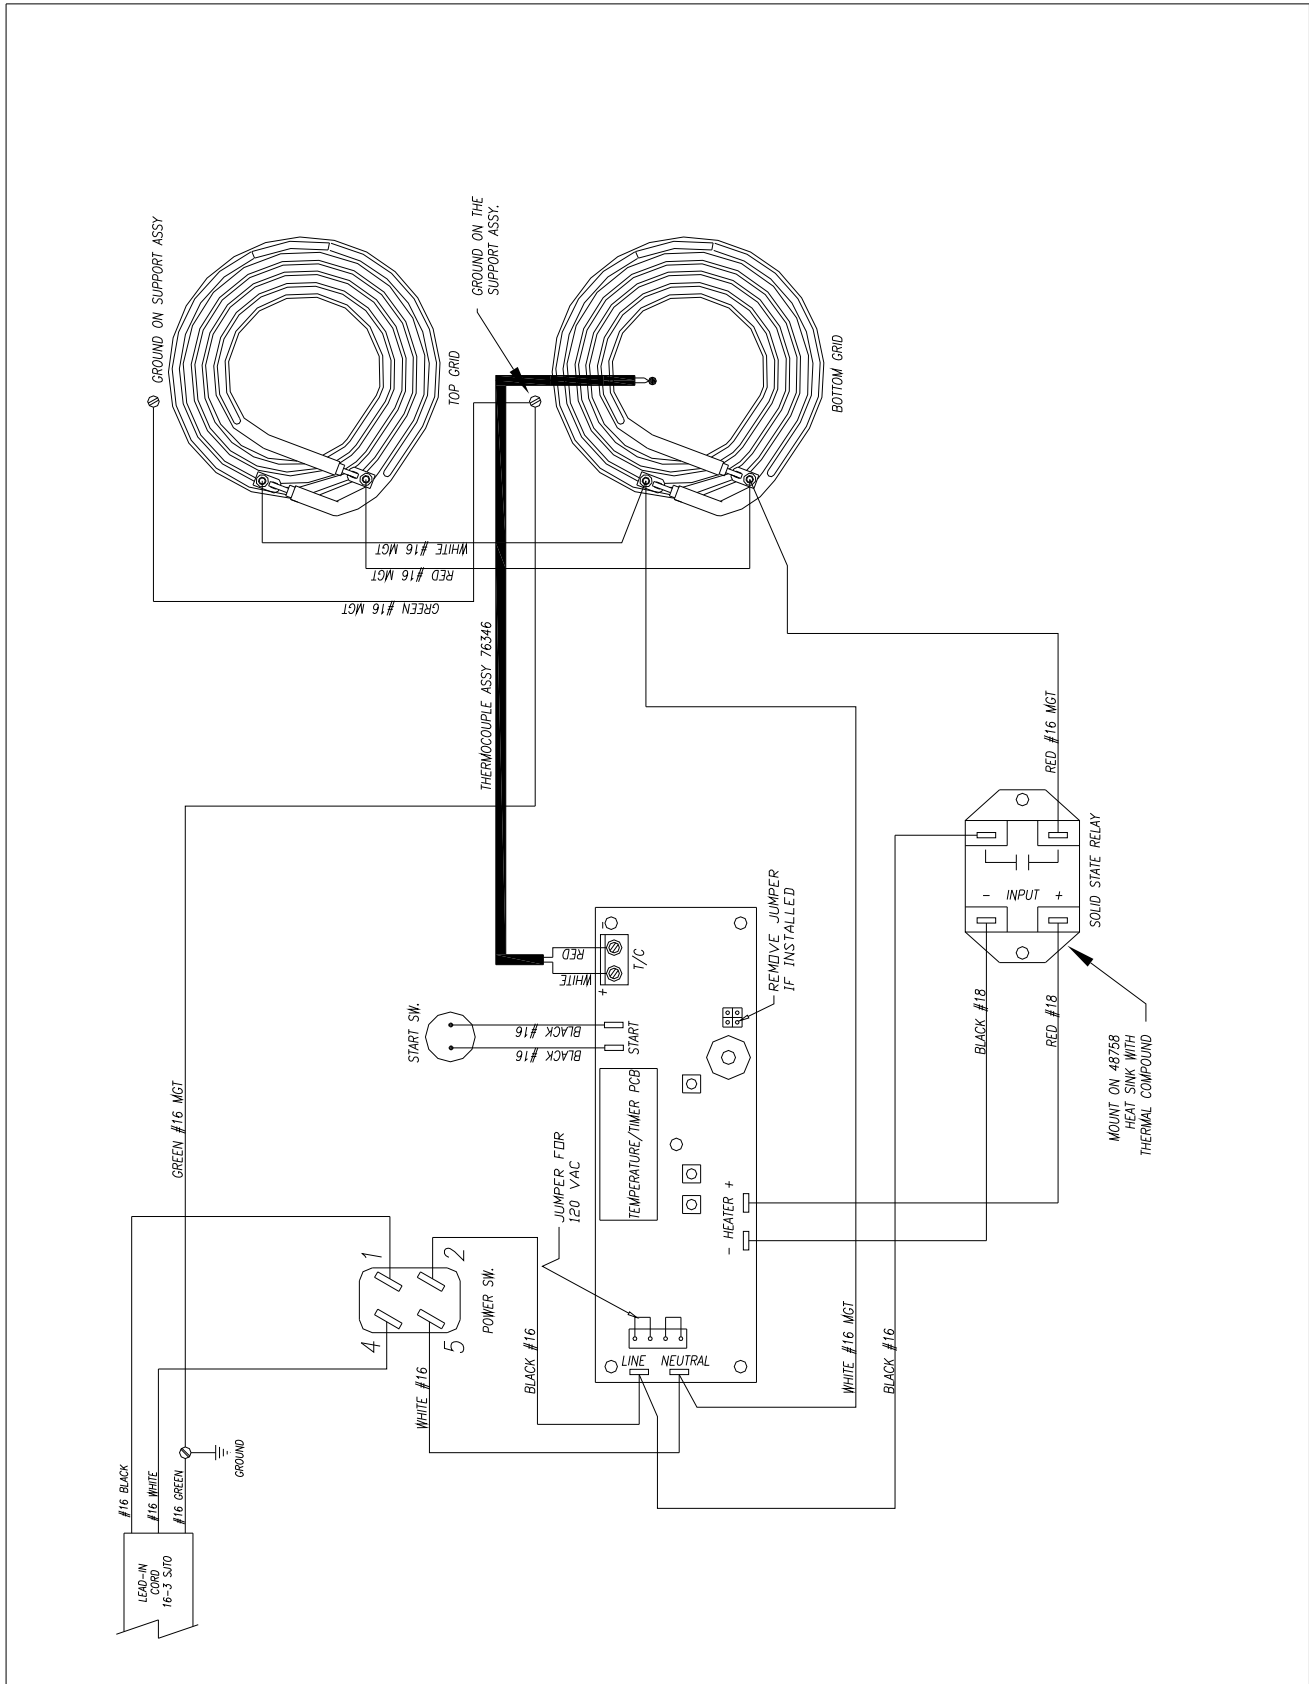 LEAD-IN
CORD
16-3 SJTO
#16 BLACK
#16 WHITE
#16 GREEN
GROUND
GREEN #16 MGT
GROUND ON SUPPORT ASSY
TOP GRID
GROUND ON THE
SUPPORT ASSY.
BOTTOM GRID
WHITE #16 MGT
RED #16 MGT
GREEN #16 MGT
THERMOCOUPLE ASSY 76346
1
2
4
5
POWER SW.
WHITE #16
BLACK #16
START SW.
BLACK #16
BLACK #16
WHITE
RED
+
-
T/C
START
TEMPERATURE/TIMER PCB
JUMPER FOR
120 VAC
REMOVE JUMPER
IF INSTALLED
LINE
NEUTRAL
- HEATER +
WHITE #16 MGT
BLACK #16
BLACK #18
RED #18
RED #16 MGT
- INPUT +
SOLID STATE RELAY
MOUNT ON 48758
HEAT SINK WITH
THERMAL COMPOUND